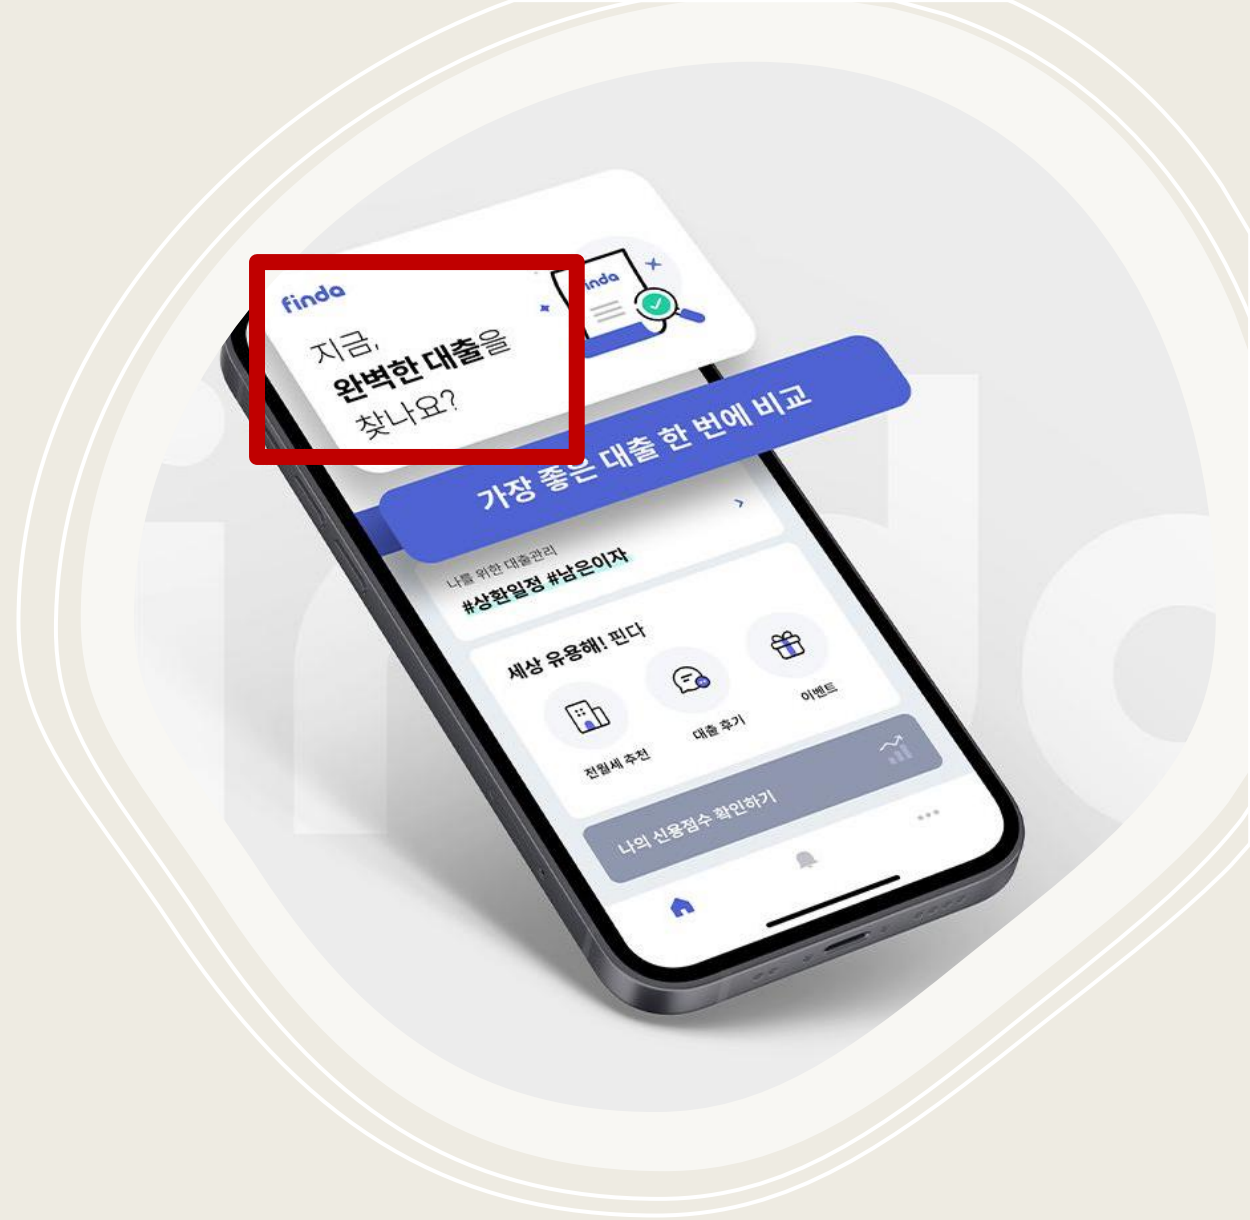 finda
지금,
완벽한 대출을
찾나요?
finda
가장 좋은 대출 한 번에 비교
나를 위한 대출관리
#상환일정 #남은이자
세상 유용해! 핀다
전월세 추천
대출 후기
이벤트
나의 신용점수 확인하기